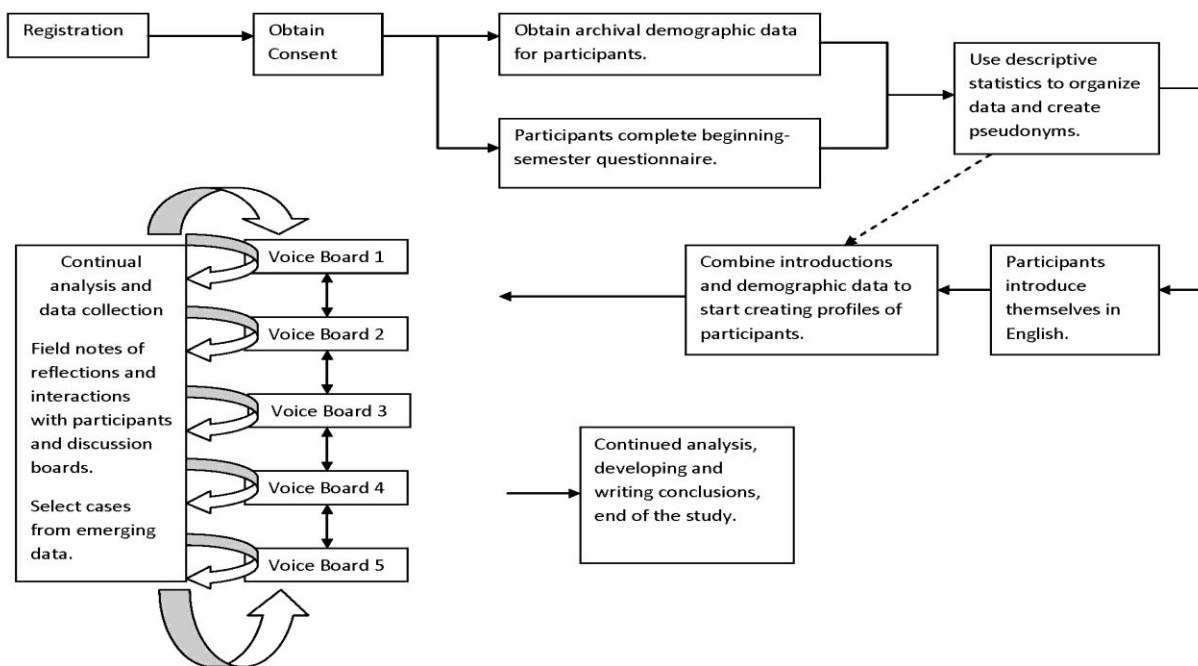 Registration
Obtain
Consent
Obtain archival demographic data
for participants.
Participants complete beginning-
semester questionnaire.
Use descriptive
statistics to organize
data and create
pseudonyms.
Participants
introduce
themselves in
English.
Combine introductions
and demographic data to
start creating profiles of
participants.
Continual
analysis and
data collection
Field notes of
reflections and
interactions
with participants
and discussion
boards.
Select cases
from emerging
data.
Voice Board 1
Voice Board 2
Voice Board 3
Voice Board 4
Voice Board 5
Continued analysis,
developing and
writing conclusions,
end of the study.